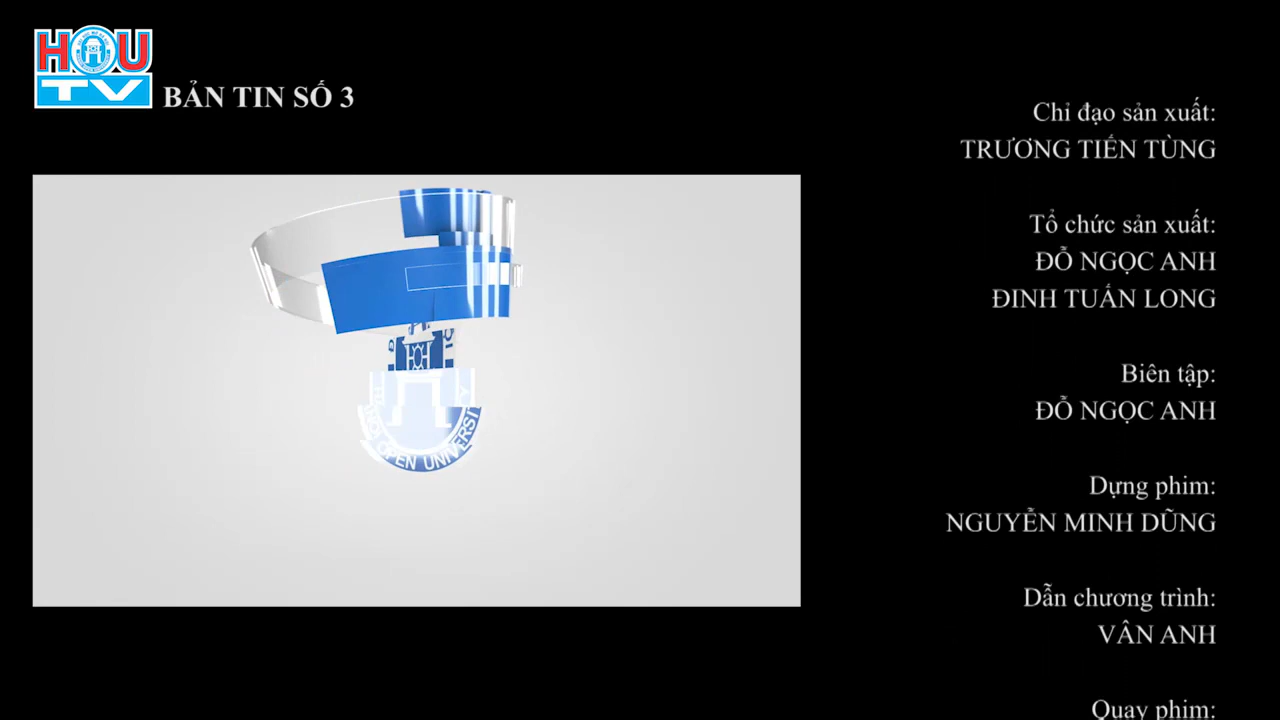 HOU
TV
BẢN TIN SỐ 3
Chỉ đạo sản xuất:
TRƯƠNG TIẾN TÙNG
Tổ chức sản xuất:
ĐỖ NGỌC ANH
ĐINH TUẤN LONG
Biên tập:
ĐỖ NGỌC ANH
Dựng phim:
NGUYỄN MINH DŨNG
Dẫn chương trình:
VÂN ANH
Quay phim:
OPEN UNIVERSITY